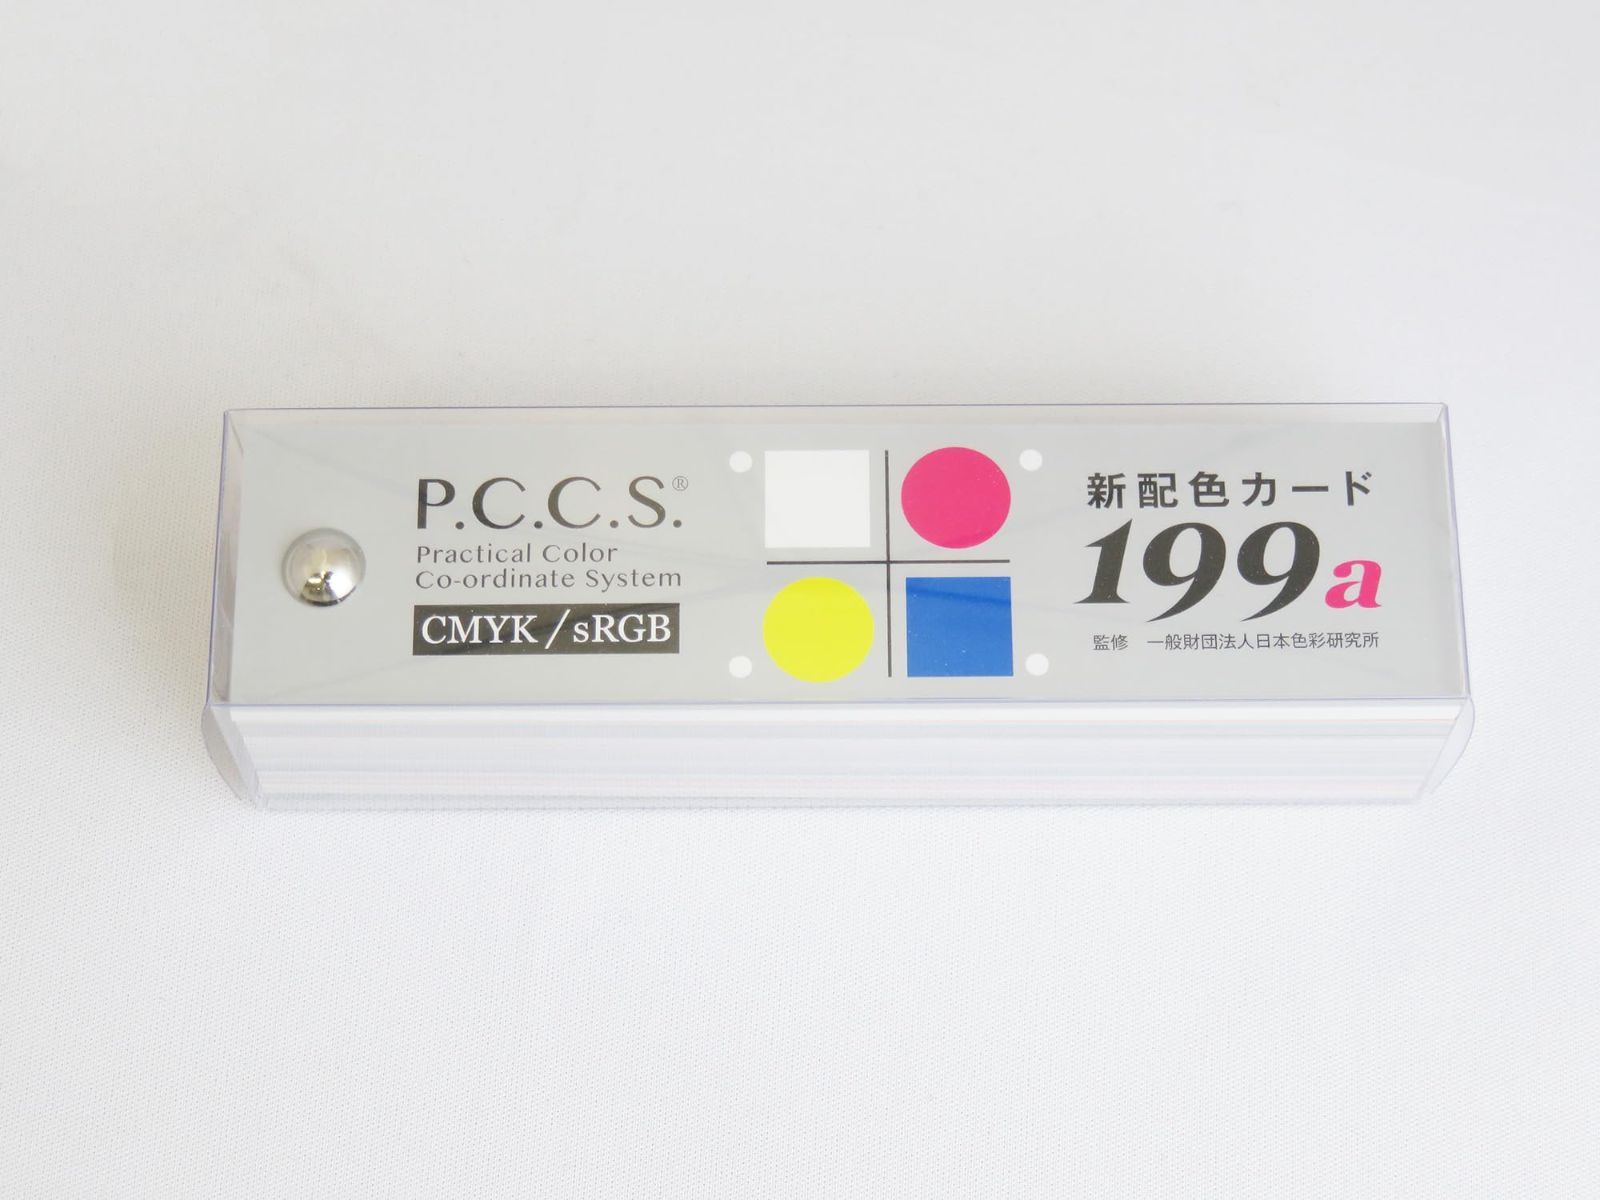 P.C.C.S.®
Practical Color
Co-ordinate System
CMYK/sRGB
新配色カード
199a
監修　一般財団法人日本色彩研究所